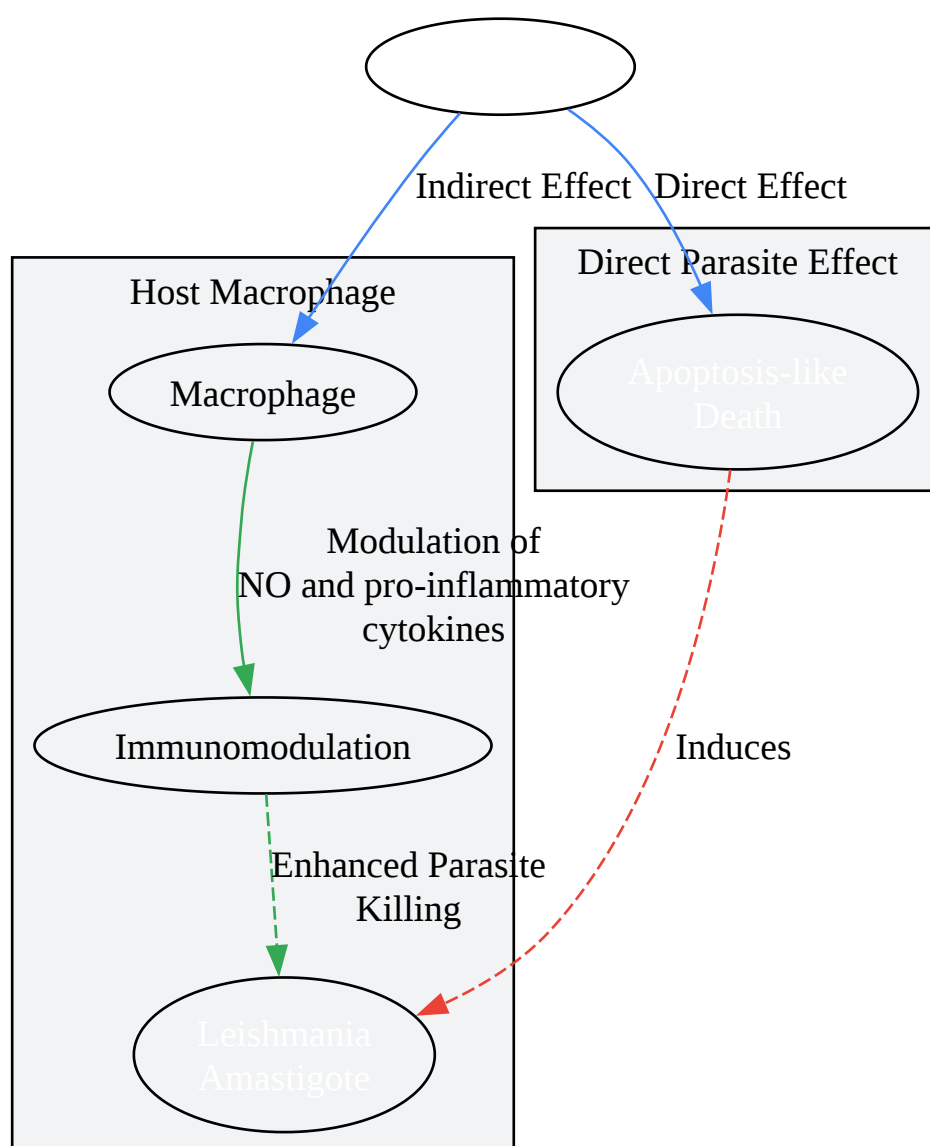 Indirect Effect
Direct Effect
Direct Parasite Effect
Host Macrophage
Apoptosis-like
Death
Macrophage
Modulation of
NO and pro-inflammatory
cytokines
Immunomodulation
Induces
Enhanced Parasite
Killing
Leishmania
Amastigote